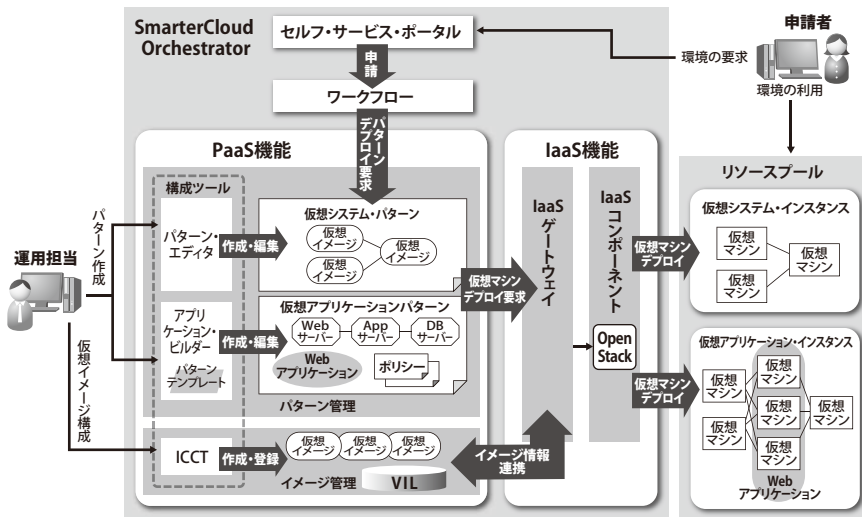 SmarterCloud
Orchestrator
セルフ・サービス・ポータル
申請
ワークフロー
パターン
デプロイ要求
申請者
環境の要求
環境の利用
運用担当
パターン作成
仮想イメージ構成
PaaS機能
構成ツール
パターン・
エディタ
作成・編集
仮想システム・パターン
仮想
イメージ
仮想
イメージ
仮想
イメージ
アプリ
ケーション・
ビルダー
パターン
テンプレート
作成・編集
仮想アプリケーションパターン
Web
サーバー
App
サーバー
DB
サーバー
Web
アプリケーション
ポリシー
パターン管理
ICCT
作成・登録
仮想
イメージ
仮想
イメージ
仮想
イメージ
イメージ管理
VIL
仮想マシン
デプロイ要求
イメージ情報
連携
IaaS機能
IaaS
ゲートウェイ
IaaS
コンポーネント
Open
Stack
仮想マシン
デプロイ
仮想マシン
デプロイ
リソースプール
仮想システム・インスタンス
仮想
マシン
仮想
マシン
仮想
マシン
仮想アプリケーション・インスタンス
仮想
マシン
仮想
マシン
仮想
マシン
仮想
マシン
仮想
マシン
仮想
マシン
Web
アプリケーション